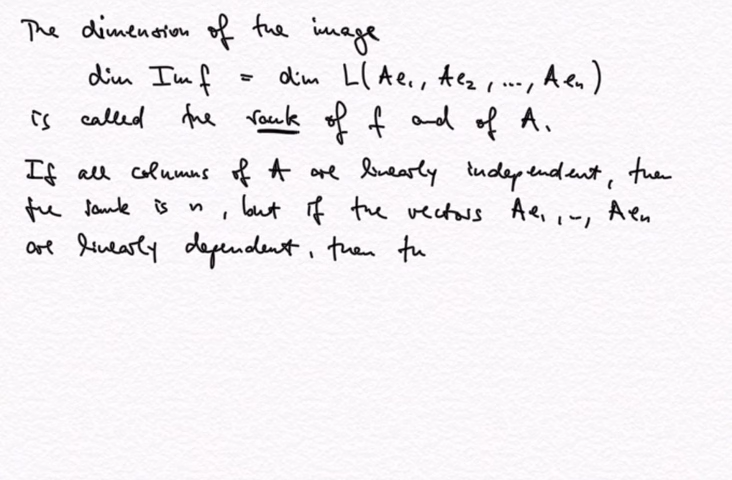 The dimension of the image
dim Im f = dim L(Ae₁, Ae₂, ..., Aeₙ)
is called the rank of f and of A.
If all columns of A are linearly independent, then
the rank is n, but if the vectors Ae₁, ..., Aeₙ
are linearly dependent, then th